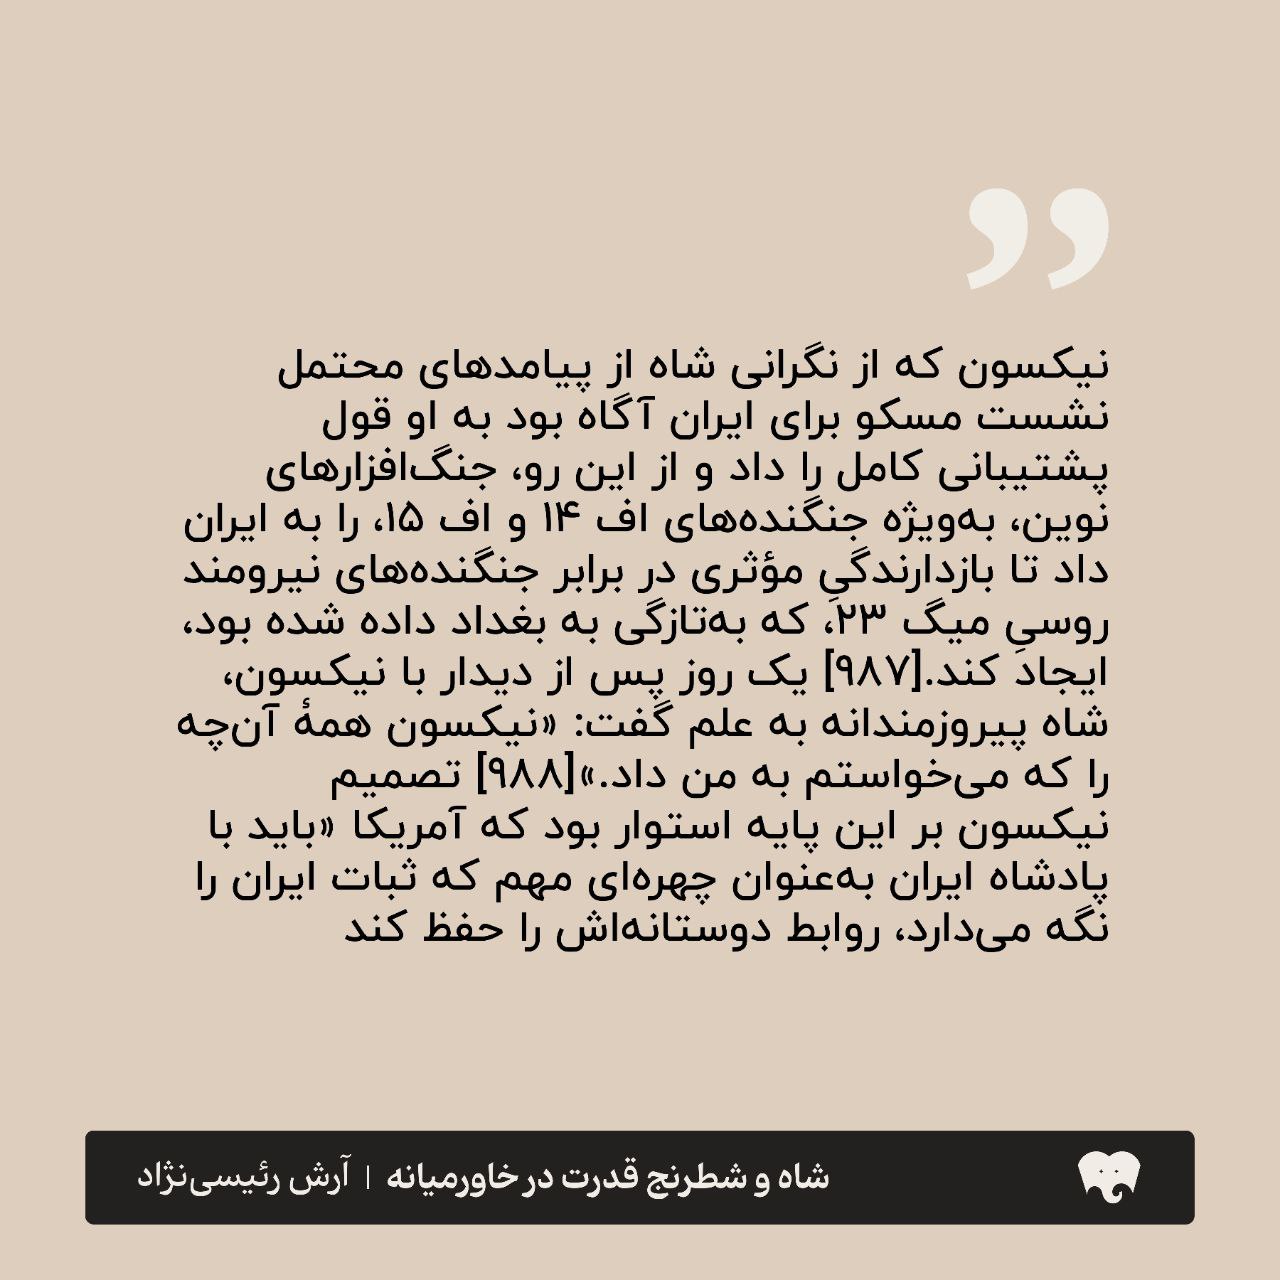 نیکسون که از نگرانی شاه از پیامدهای محتمل
نشست مسکو برای ایران آگاه بود به او قول
پشتیبانی کامل را داد و از این رو، جنگ‌افزارهای
نوین، به‌ویژه جنگنده‌های اف ۱۴ و اف ۱۵، را به ایران
داد تا بازدارندگیِ مؤثری در برابر جنگنده‌های نیرومند
روسیِ میگ ۲۳، که به‌تازگی به بغداد داده شده بود،
ایجاد کند.[۹۸۷] یک روز پس از دیدار با نیکسون،
شاه پیروزمندانه به علم گفت: «نیکسون همهٔ آن‌چه
را که می‌خواستم به من داد.»[۹۸۸] تصمیم
نیکسون بر این پایه استوار بود که آمریکا «باید با
پادشاه ایران به‌عنوان چهره‌ای مهم که ثبات ایران را
نگه می‌دارد، روابط دوستانه‌اش را حفظ کند
شاه و شطرنج قدرت در خاورمیانه | آرش رئیسی‌نژاد